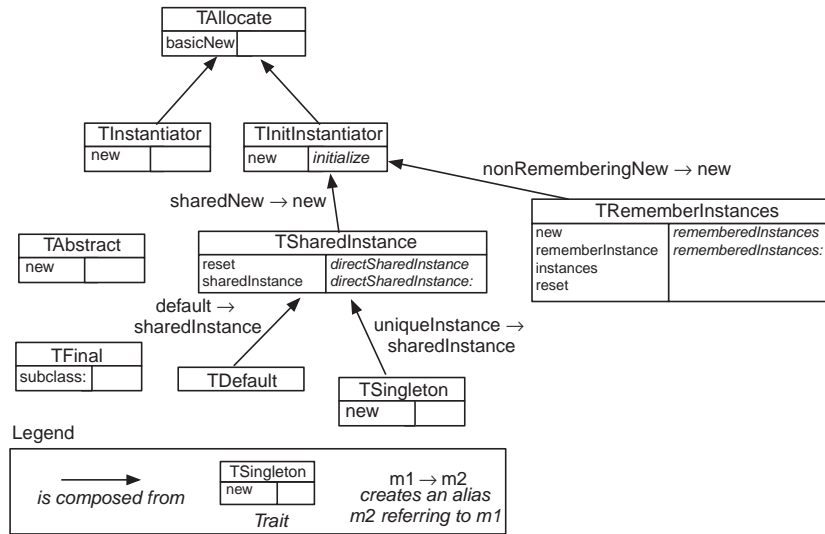 TAllocate
basicNew
TInstantiator
new
TInitInstantiator
new
initialize
nonRememberingNew → new
sharedNew → new
TRememberInstances
new
rememberInstance
instances
reset
rememberedInstances
rememberedInstances:
TAbstract
new
TSharedInstance
reset
sharedInstance
directSharedInstance
directSharedInstance:
default →
sharedInstance
uniqueInstance →
sharedInstance
TFinal
subclass:
TDefault
TSingleton
new
Legend
is composed from
TSingleton
new
Trait
m1 → m2
creates an alias
m2 referring to m1